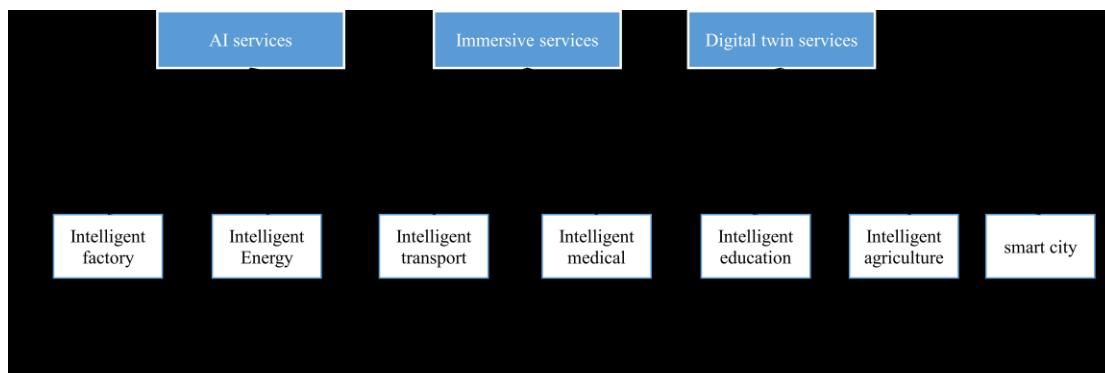 AI services
Immersive services
Digital twin services
Intelligent
factory
Intelligent
Energy
Intelligent
transport
Intelligent
medical
Intelligent
education
Intelligent
agriculture
smart city